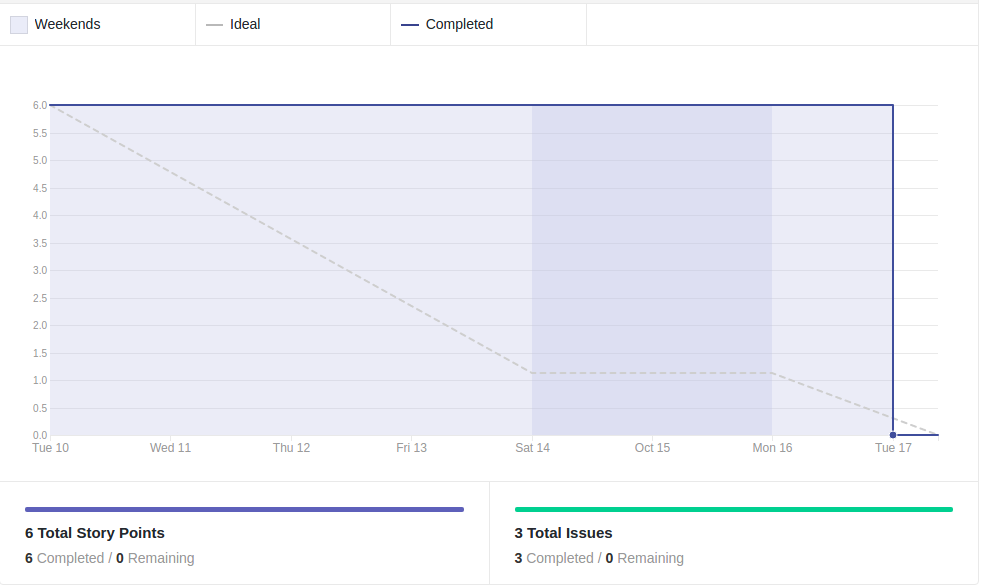 Weekends
Ideal
Completed
6.0
5.5
5.0
4.5
4.0
3.5
3.0
2.5
2.0
1.5
1.0
0.5
0.0
Tue 10 Wed 11 Thu 12 Fri 13 Sat 14 Oct 15 Mon 16 Tue 17
6 Total Story Points
6 Completed / 0 Remaining
3 Total Issues
3 Completed / 0 Remaining